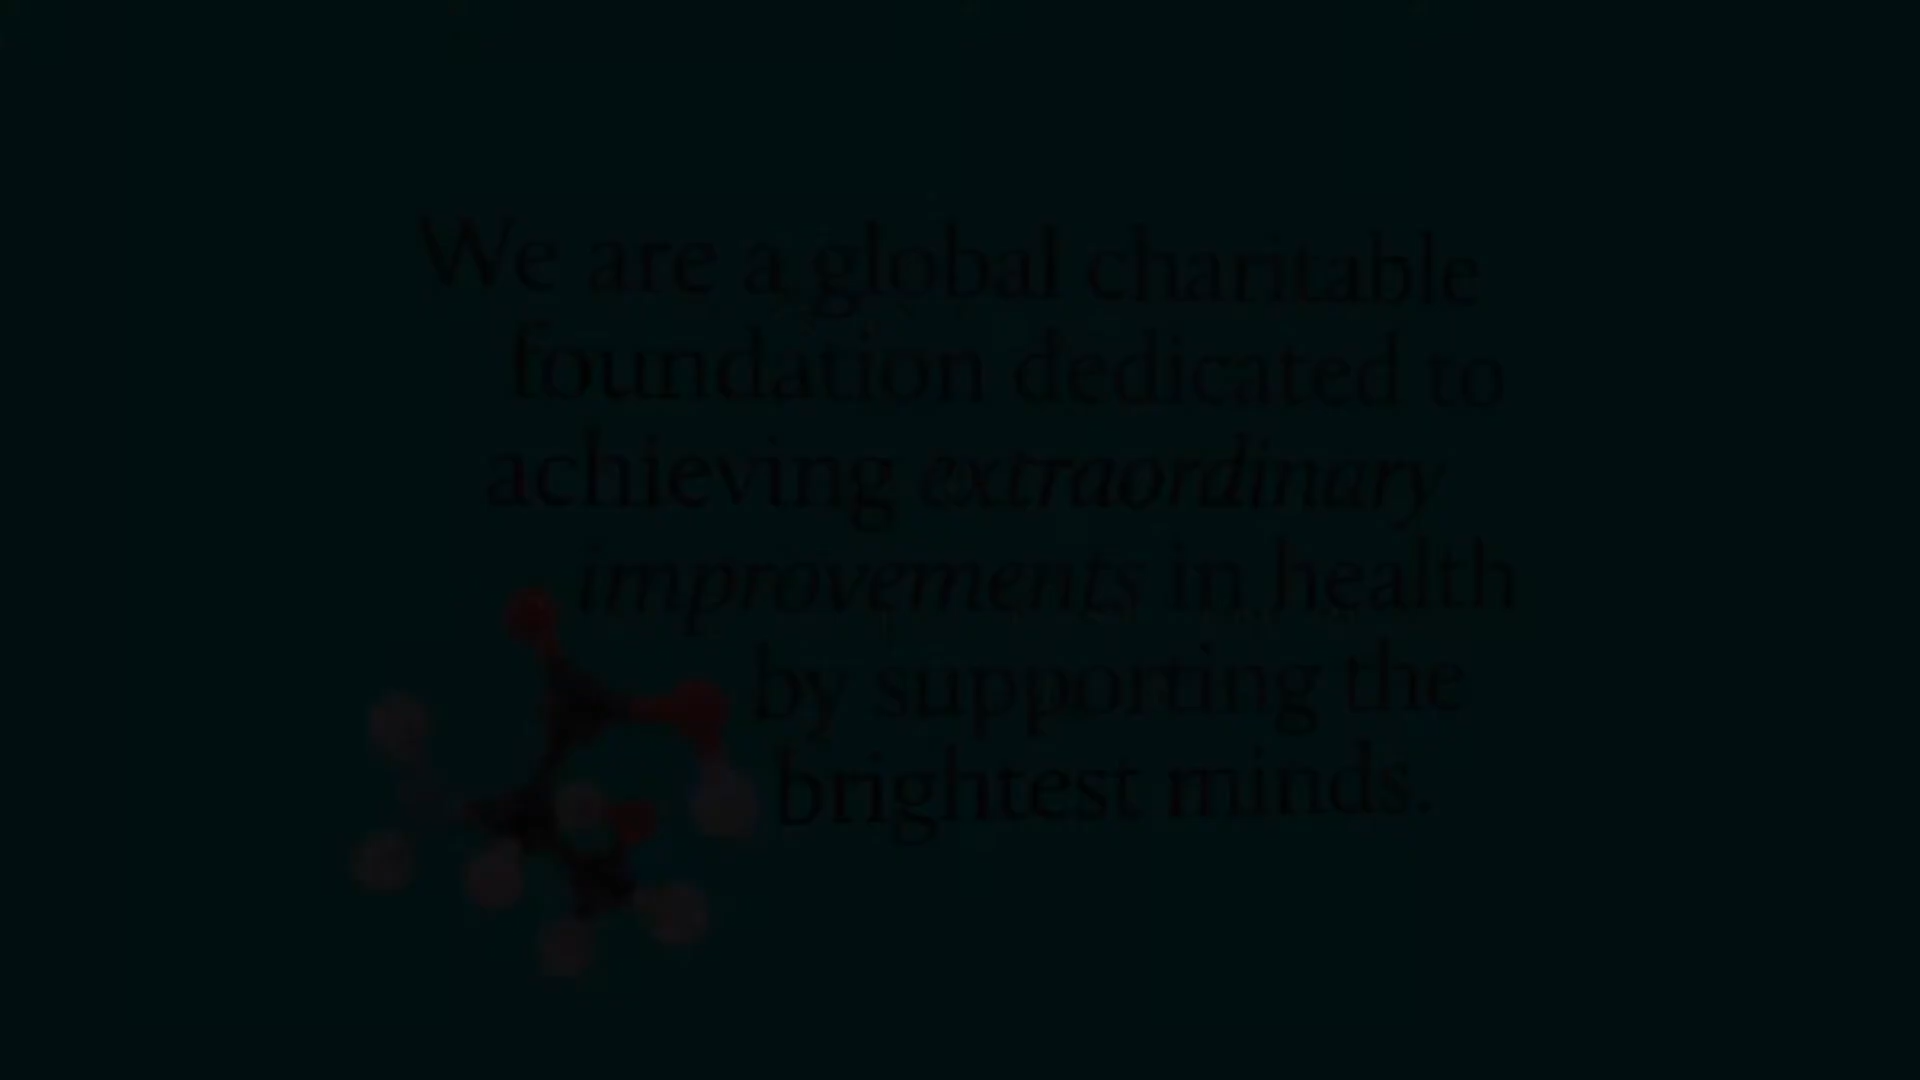 We are a global charitable
foundation dedicated to
achieving extraordinary
improvements in health
by supporting the
brightest minds.